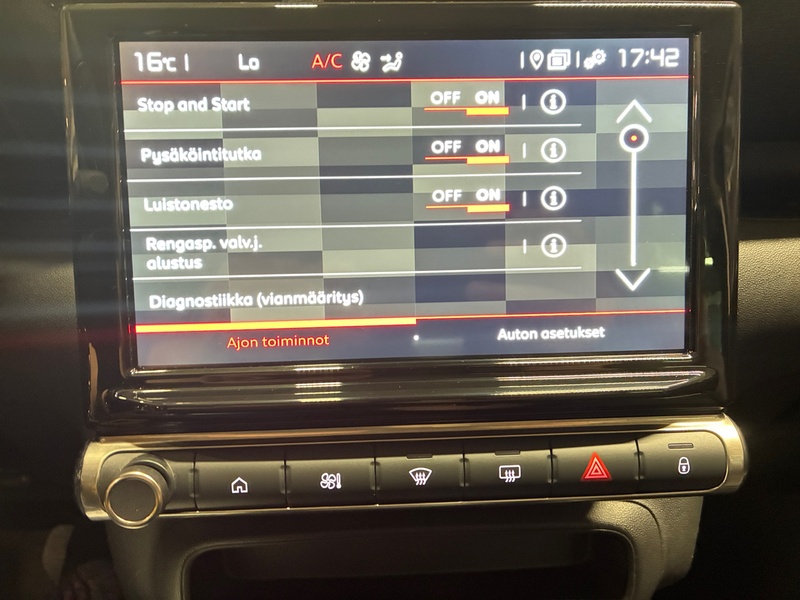 16°C Lo A/C 17:42
Stop and Start OFF ON
Pysäköintitutka OFF ON
Luistonesto OFF ON
Rengasp. valv.j.
alustus
Diagnostiikka (vianmääritys)
Ajon toiminnot Auton asetukset